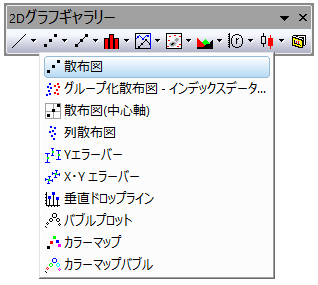 2Dグラフギャラリー
散布図
グループ化散布図 - インデックスデータ...
散布図(中心軸)
列散布図
Yエラーバー
X・Y エラーバー
垂直ドロップライン
バブルプロット
カラーマップ
カラーマップバブル